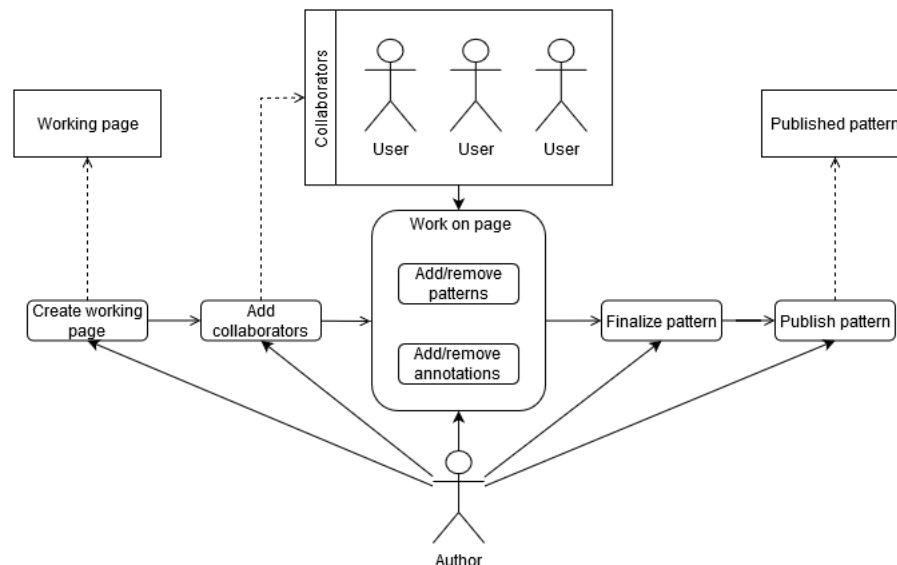 Collaborators
User
User
User
Working page
Published pattern
Work on page
Add/remove
patterns
Create working
page
Add
collaborators
Finalize pattern
Publish pattern
Add/remove
annotations
Author